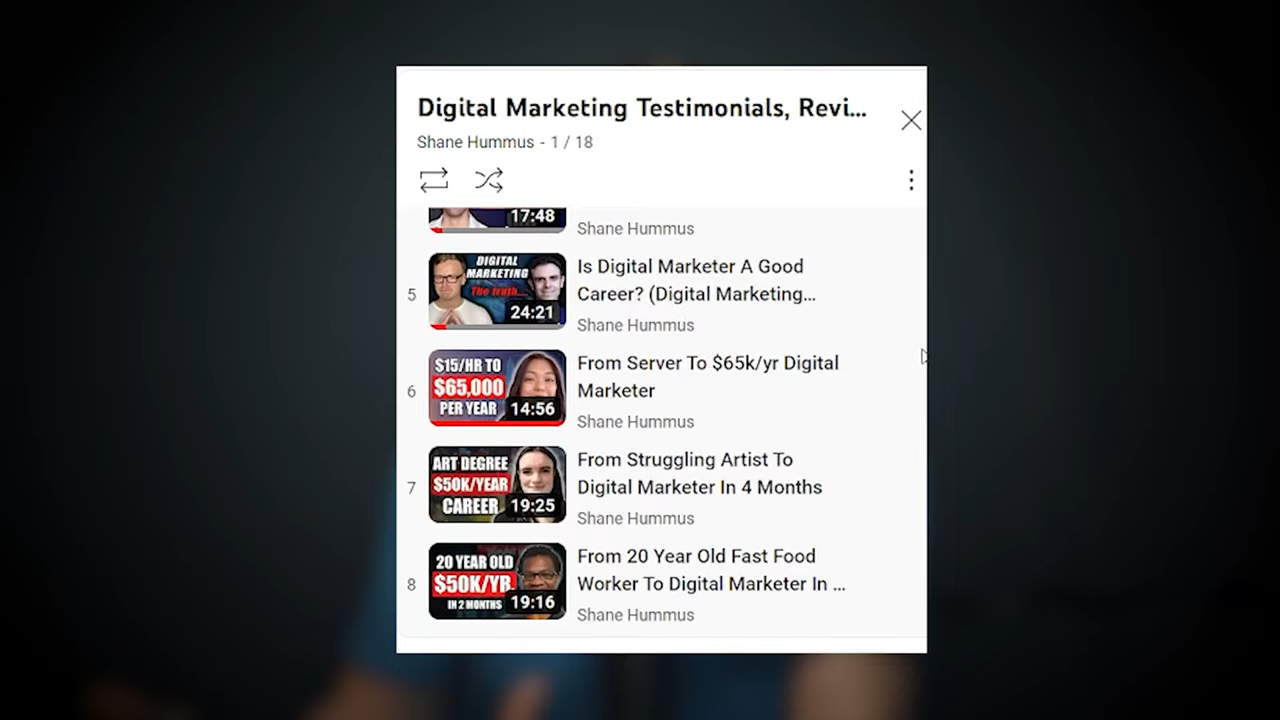 Digital Marketing Testimonials, Revi...
Shane Hummus - 1 / 18
17:48
Shane Hummus
5
DIGITAL
MARKETING
The truth...
24:21
Is Digital Marketer A Good
Career? (Digital Marketing...
Shane Hummus
6
$15/HR TO
$65,000
PER YEAR
14:56
From Server To $65k/yr Digital
Marketer
Shane Hummus
7
ART DEGREE
$50K/YEAR
CAREER
19:25
From Struggling Artist To
Digital Marketer In 4 Months
Shane Hummus
8
20 YEAR OLD
$50K/YR
IN 2 MONTHS
19:16
From 20 Year Old Fast Food
Worker To Digital Marketer In ...
Shane Hummus